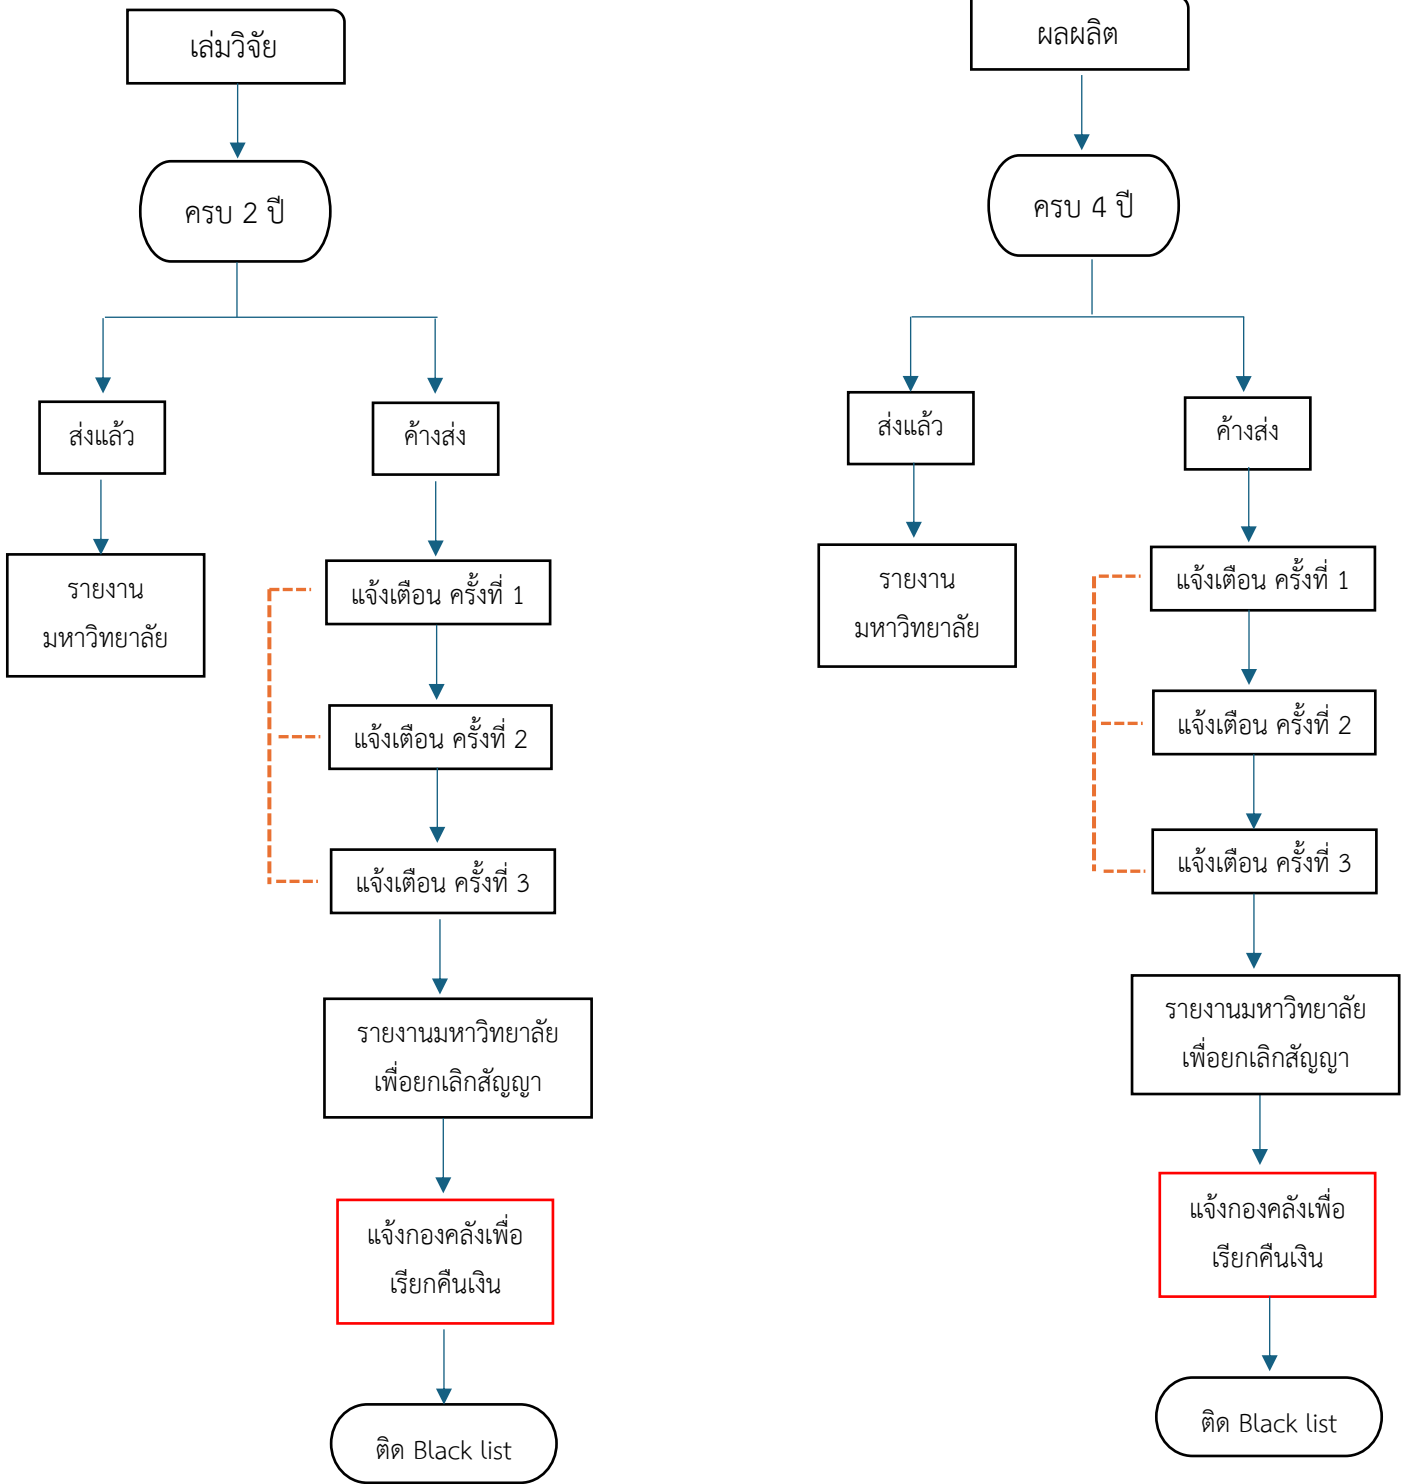 เล่มวิจัย
ครบ 2 ปี
ส่งแล้ว
ค้างส่ง
รายงาน
มหาวิทยาลัย
แจ้งเตือน ครั้งที่ 1
แจ้งเตือน ครั้งที่ 2
แจ้งเตือน ครั้งที่ 3
รายงานมหาวิทยาลัย
เพื่อยกเลิกสัญญา
แจ้งกองคลังเพื่อ
เรียกคืนเงิน
ติด Black list
ผลผลิต
ครบ 4 ปี
ส่งแล้ว
ค้างส่ง
รายงาน
มหาวิทยาลัย
แจ้งเตือน ครั้งที่ 1
แจ้งเตือน ครั้งที่ 2
แจ้งเตือน ครั้งที่ 3
รายงานมหาวิทยาลัย
เพื่อยกเลิกสัญญา
แจ้งกองคลังเพื่อ
เรียกคืนเงิน
ติด Black list